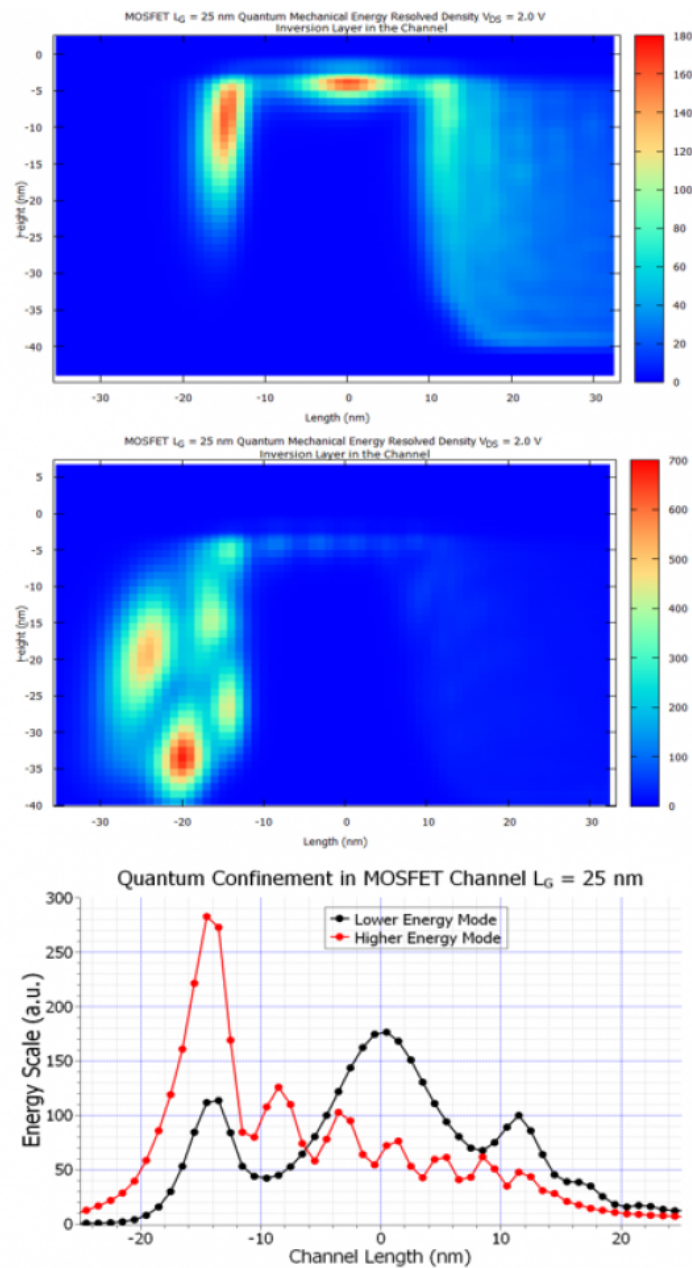 MOSFET L_G = 25 nm Quantum Mechanical Energy Resolved Density V_DS = 2.0 V
Inversion Layer in the Channel
0
-5
-10
-15
-20
-25
-30
-35
-40
Height (nm)
-30 -20 -10 0 10 20 30
Length (nm)
180
160
140
120
100
80
60
40
20
0
MOSFET L_G = 25 nm Quantum Mechanical Energy Resolved Density V_DS = 2.0 V
Inversion Layer in the Channel
5
0
-5
-10
-15
-20
-25
-30
-35
-40
Height (nm)
-30 -20 -10 0 10 20 30
Length (nm)
700
600
500
400
300
200
100
0
Quantum Confinement in MOSFET Channel L_G = 25 nm
Lower Energy Mode
Higher Energy Mode
300
250
200
150
100
50
0
Energy Scale (a.u.)
-20 -10 0 10 20
Channel Length (nm)